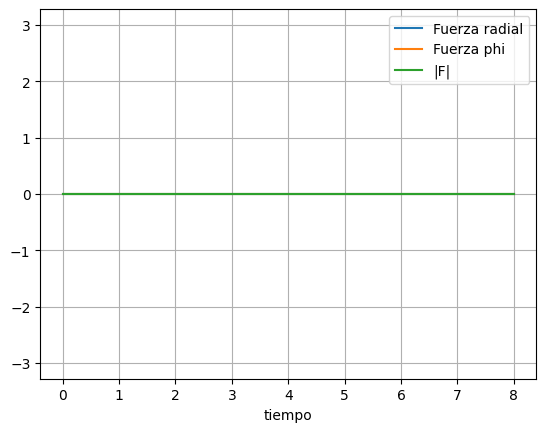 3
2
1
0
−1
−2
−3
Fuerza radial
Fuerza phi
|F|
0 1 2 3 4 5 6 7 8
tiempo